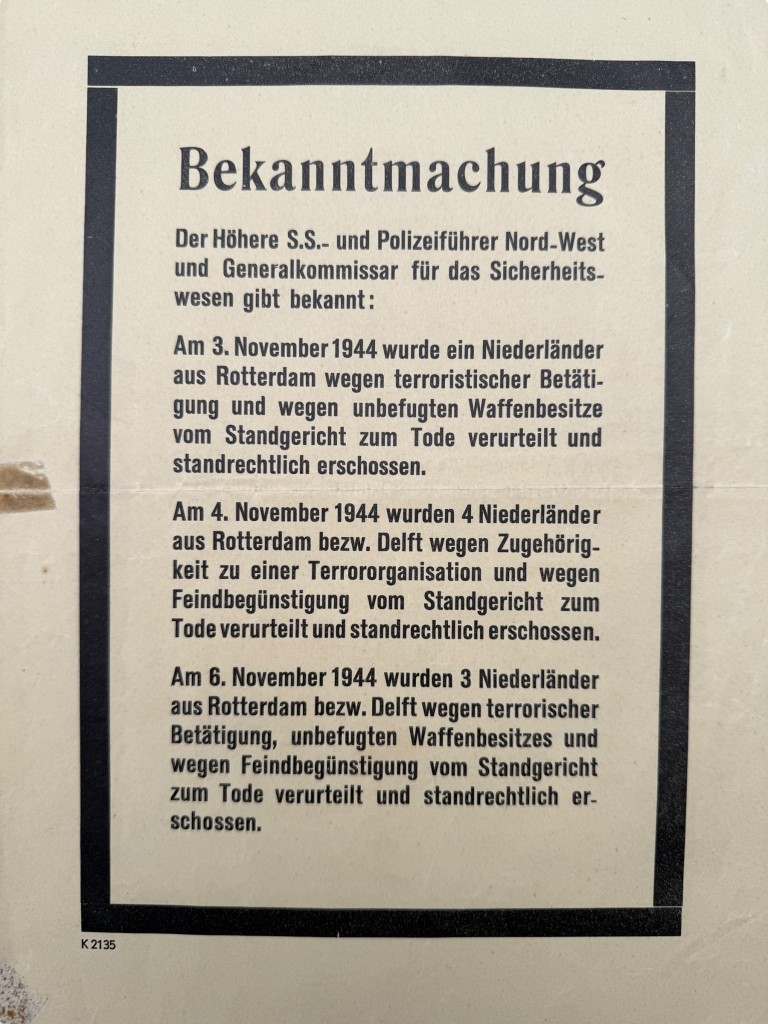 Bekanntmachung
Der Höhere S.S.- und Polizeiführer Nord-West
und Generalkommissar für das Sicherheits-
wesen gibt bekannt:
Am 3. November 1944 wurde ein Niederländer
aus Rotterdam wegen terroristischer Betäti-
gung und wegen unbefugten Waffenbesitze
vom Standgericht zum Tode verurteilt und
standrechtlich erschossen.
Am 4. November 1944 wurden 4 Niederländer
aus Rotterdam bezw. Delft wegen Zugehörig-
keit zu einer Terrororganisation und wegen
Feindbegünstigung vom Standgericht zum
Tode verurteilt und standrechtlich erschossen.
Am 6. November 1944 wurden 3 Niederländer
aus Rotterdam bezw. Delft wegen terrorischer
Betätigung, unbefugten Waffenbesitzes und
wegen Feindbegünstigung vom Standgericht
zum Tode verurteilt und standrechtlich er-
schossen.
K 2135